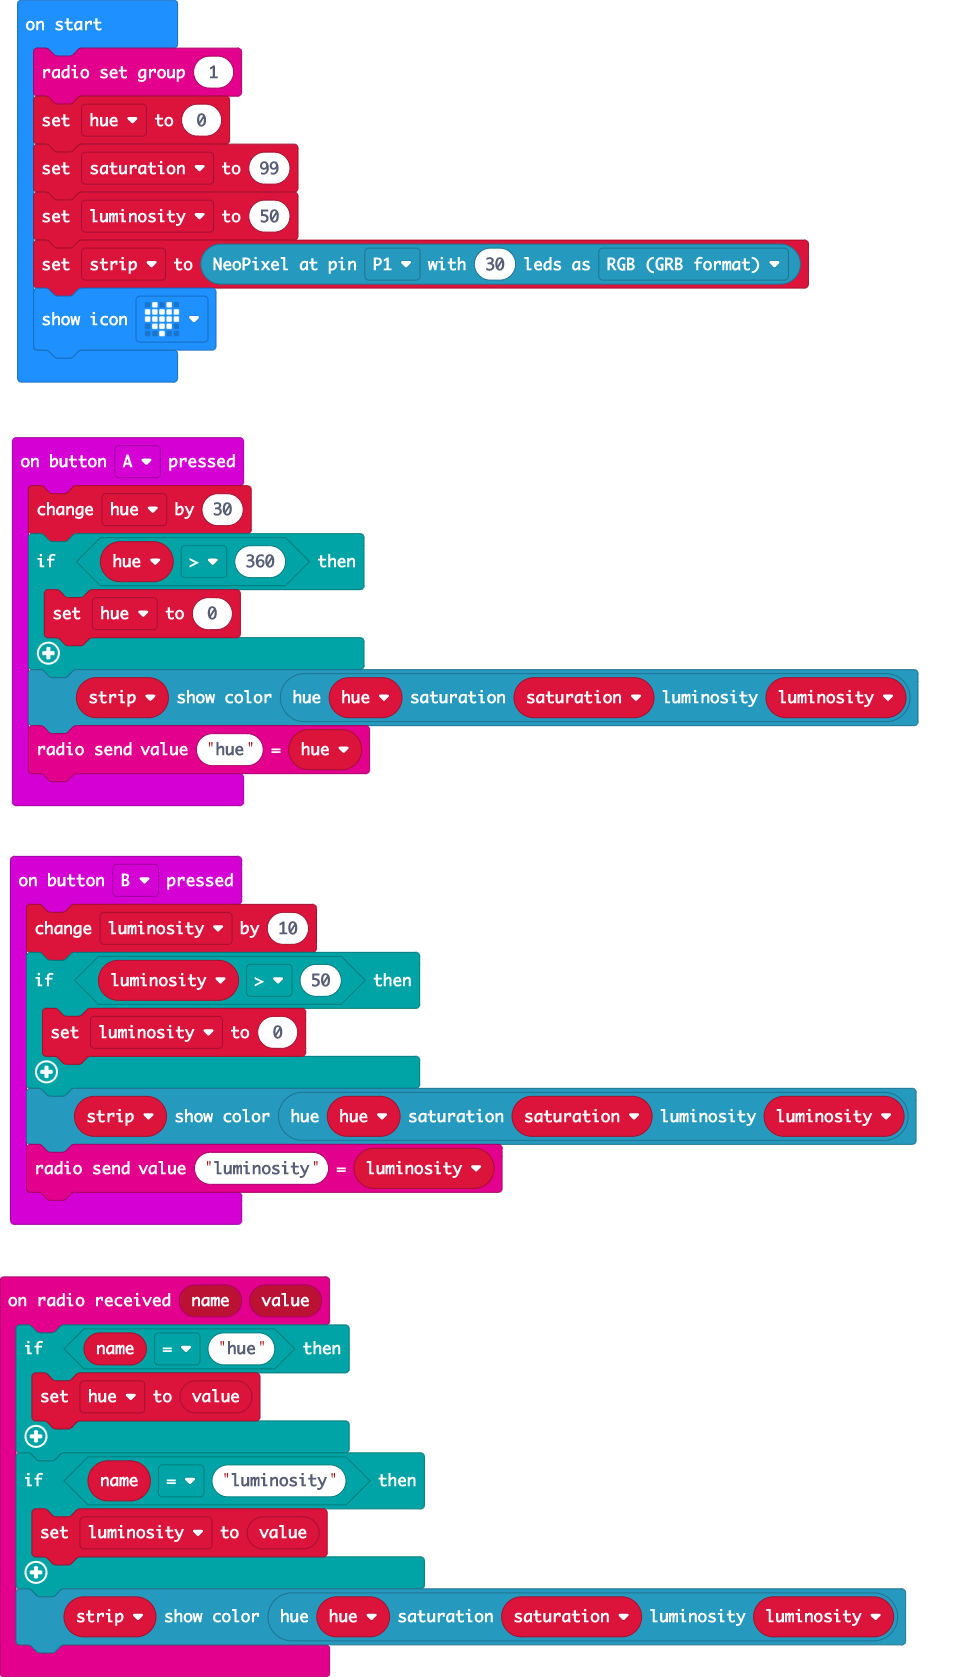 on start
radio set group 1
set hue to 0
set saturation to 99
set luminosity to 50
set strip to NeoPixel at pin P1 with 30 leds as RGB (GRB format)
show icon
on button A pressed
change hue by 30
if hue > 360 then
set hue to 0
strip show color hue hue saturation saturation luminosity luminosity
radio send value "hue" = hue
on button B pressed
change luminosity by 10
if luminosity > 50 then
set luminosity to 0
strip show color hue hue saturation saturation luminosity luminosity
radio send value "luminosity" = luminosity
on radio received name value
if name = "hue" then
set hue to value
if name = "luminosity" then
set luminosity to value
strip show color hue hue saturation saturation luminosity luminosity